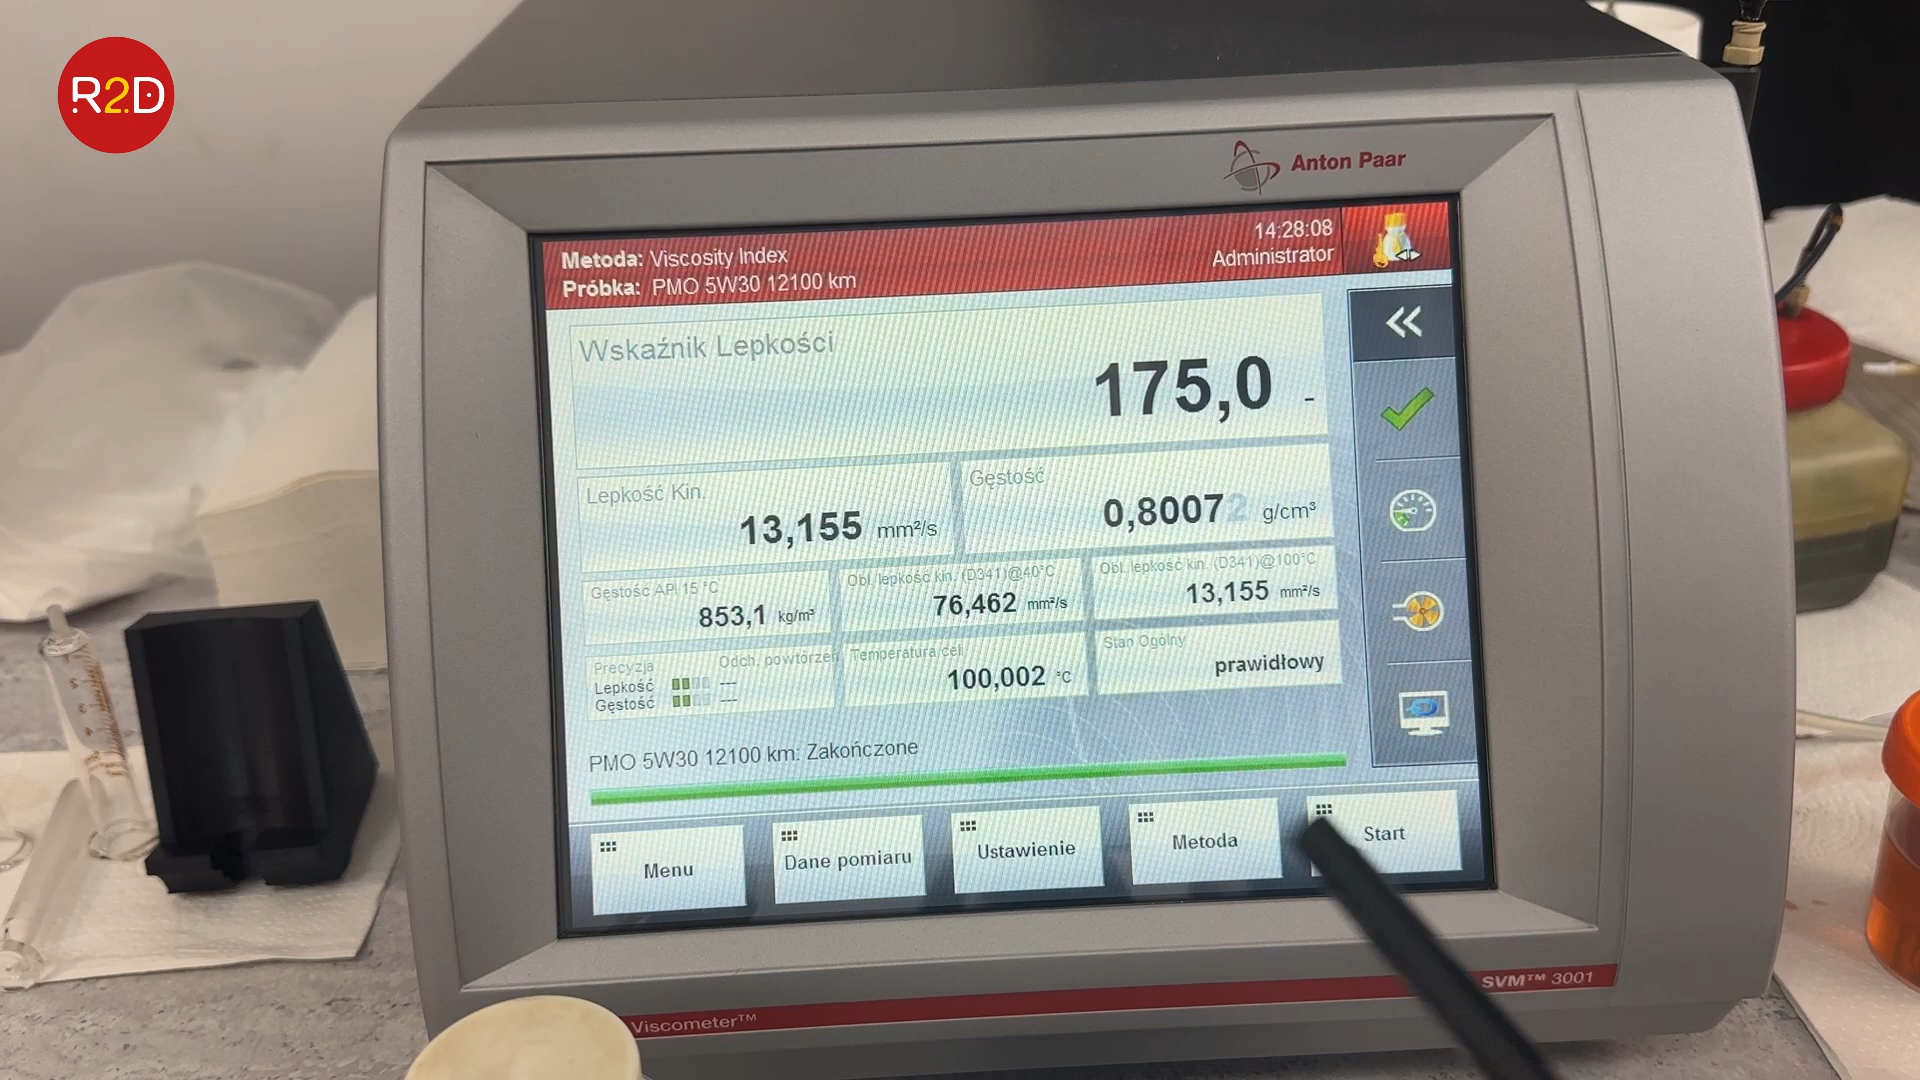 R2D
Anton Paar
Metoda: Viscosity Index
Próbka: PMO 5W30 12100 km
14:28:08
Administrator
Wskaźnik Lepkości
175,0 -
Lepkość Kin.
13,155 mm²/s
Gęstość
0,80072 g/cm³
Gęstość API 15 °C
853,1 kg/m³
Obl. lepkość kin. (D341)@40°C
76,462 mm²/s
Obl. lepkość kin. (D341)@100°C
13,155 mm²/s
Precyzja
Odch. powtórzeń
Lepkość ---
Gęstość ---
Temperatura celi
100,002 °C
Stan Ogólny
prawidłowy
PMO 5W30 12100 km: Zakończone
Menu
Dane pomiaru
Ustawienie
Metoda
Start
Viscometer™
SVM™ 3001